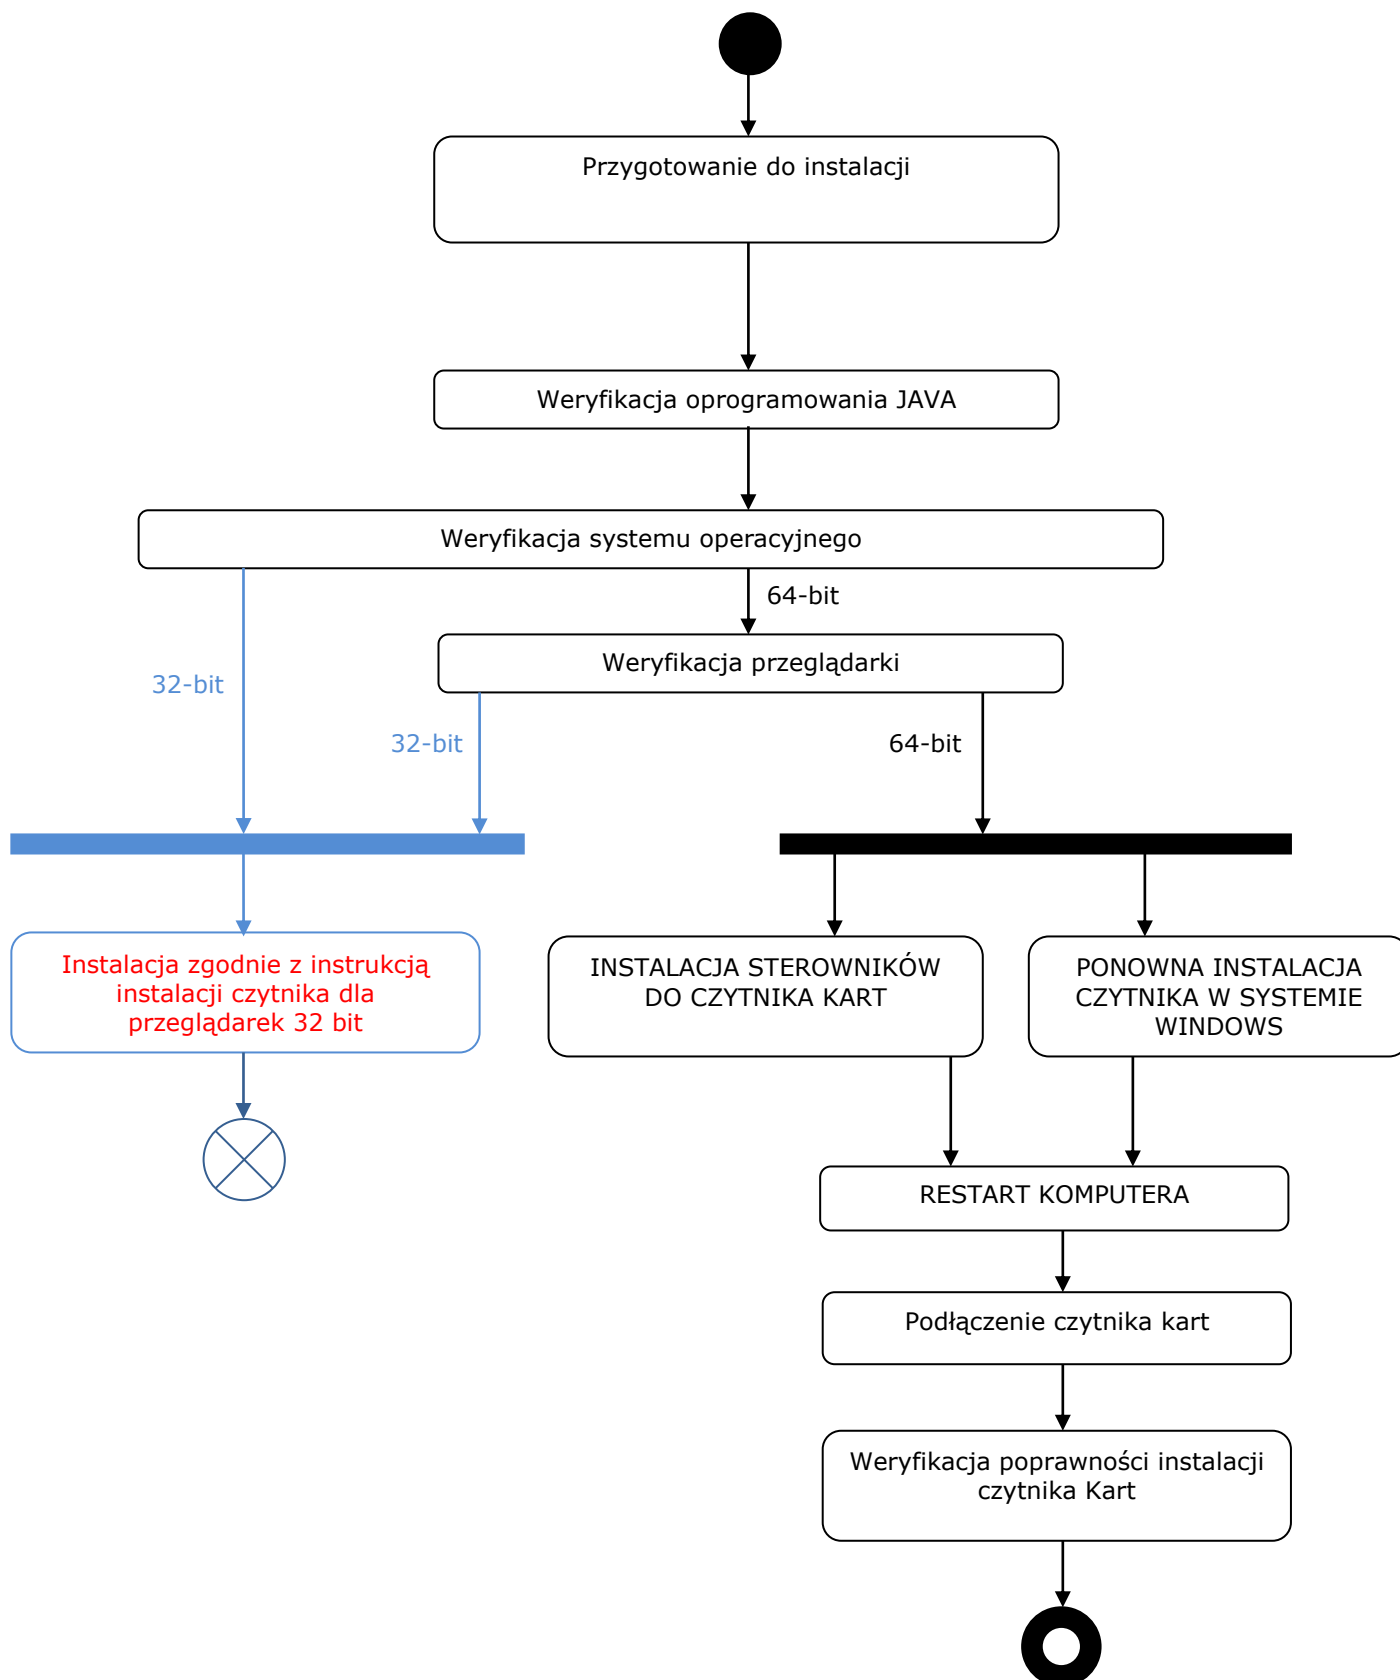 Przygotowanie do instalacji
Weryfikacja oprogramowania JAVA
Weryfikacja systemu operacyjnego
64-bit
Weryfikacja przeglądarki
32-bit
32-bit
64-bit
Instalacja zgodnie z instrukcją
instalacji czytnika dla
przeglądarek 32 bit
INSTALACJA STEROWNIKÓW
DO CZYTNIKA KART
PONOWNA INSTALACJA
CZYTNIKA W SYSTEMIE
WINDOWS
RESTART KOMPUTERA
Podłączenie czytnika kart
Weryfikacja poprawności instalacji
czytnika Kart